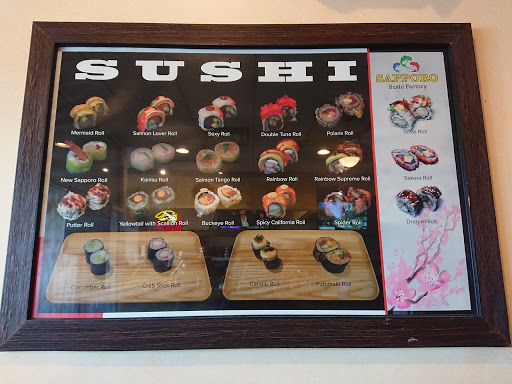 SUSHI
SAPPORO
Sushi Factory
Mermaid Roll
Salmon Lover Roll
Sexy Roll
Double Tuna Roll
Polaris Roll
New Sapporo Roll
Kanisu Roll
Salmon Tango Roll
Rainbow Roll
Rainbow Supreme Roll
Sakura Roll
Putter Roll
Yellowtail with Scallion Roll
Buckeye Roll
Spicy California Roll
Spider Roll
Dragon Roll
Cucumber Roll
Crab Stick Roll
Roll
Futomaki Roll